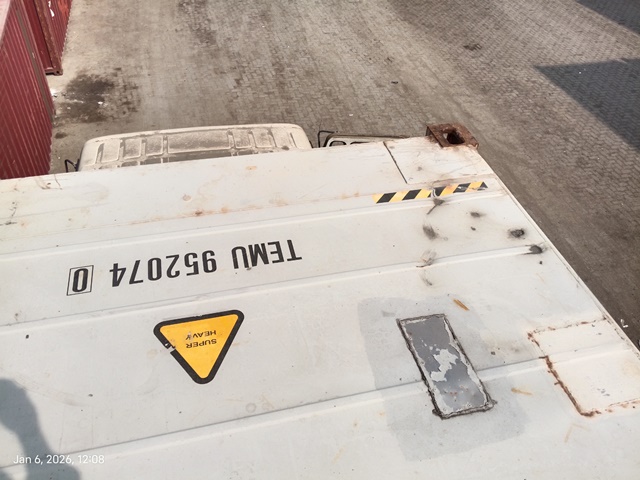 TEMU 952074 0
SUPER
HEAVY
Jan 6, 2026, 12:08